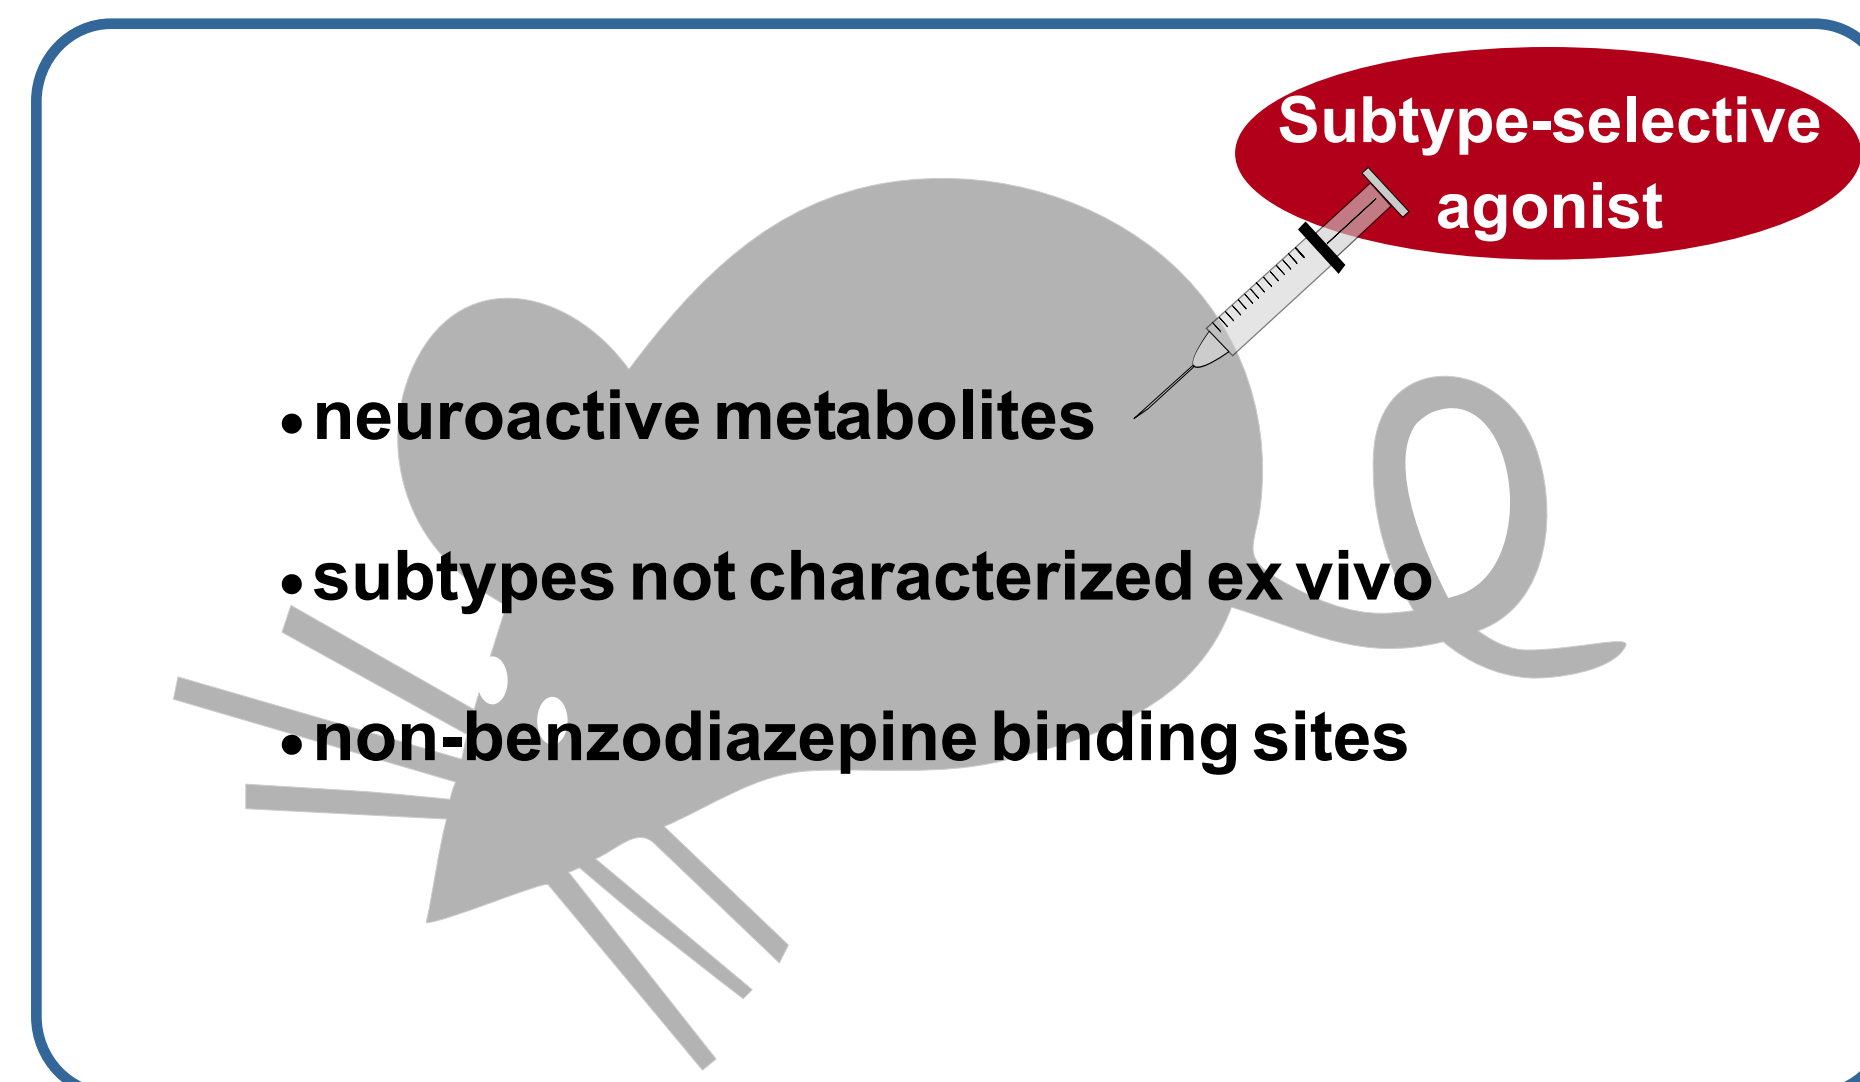 Subtype-selective
agonist
• neuroactive metabolites
• subtypes not characterized ex vivo
• non-benzodiazepine binding sites